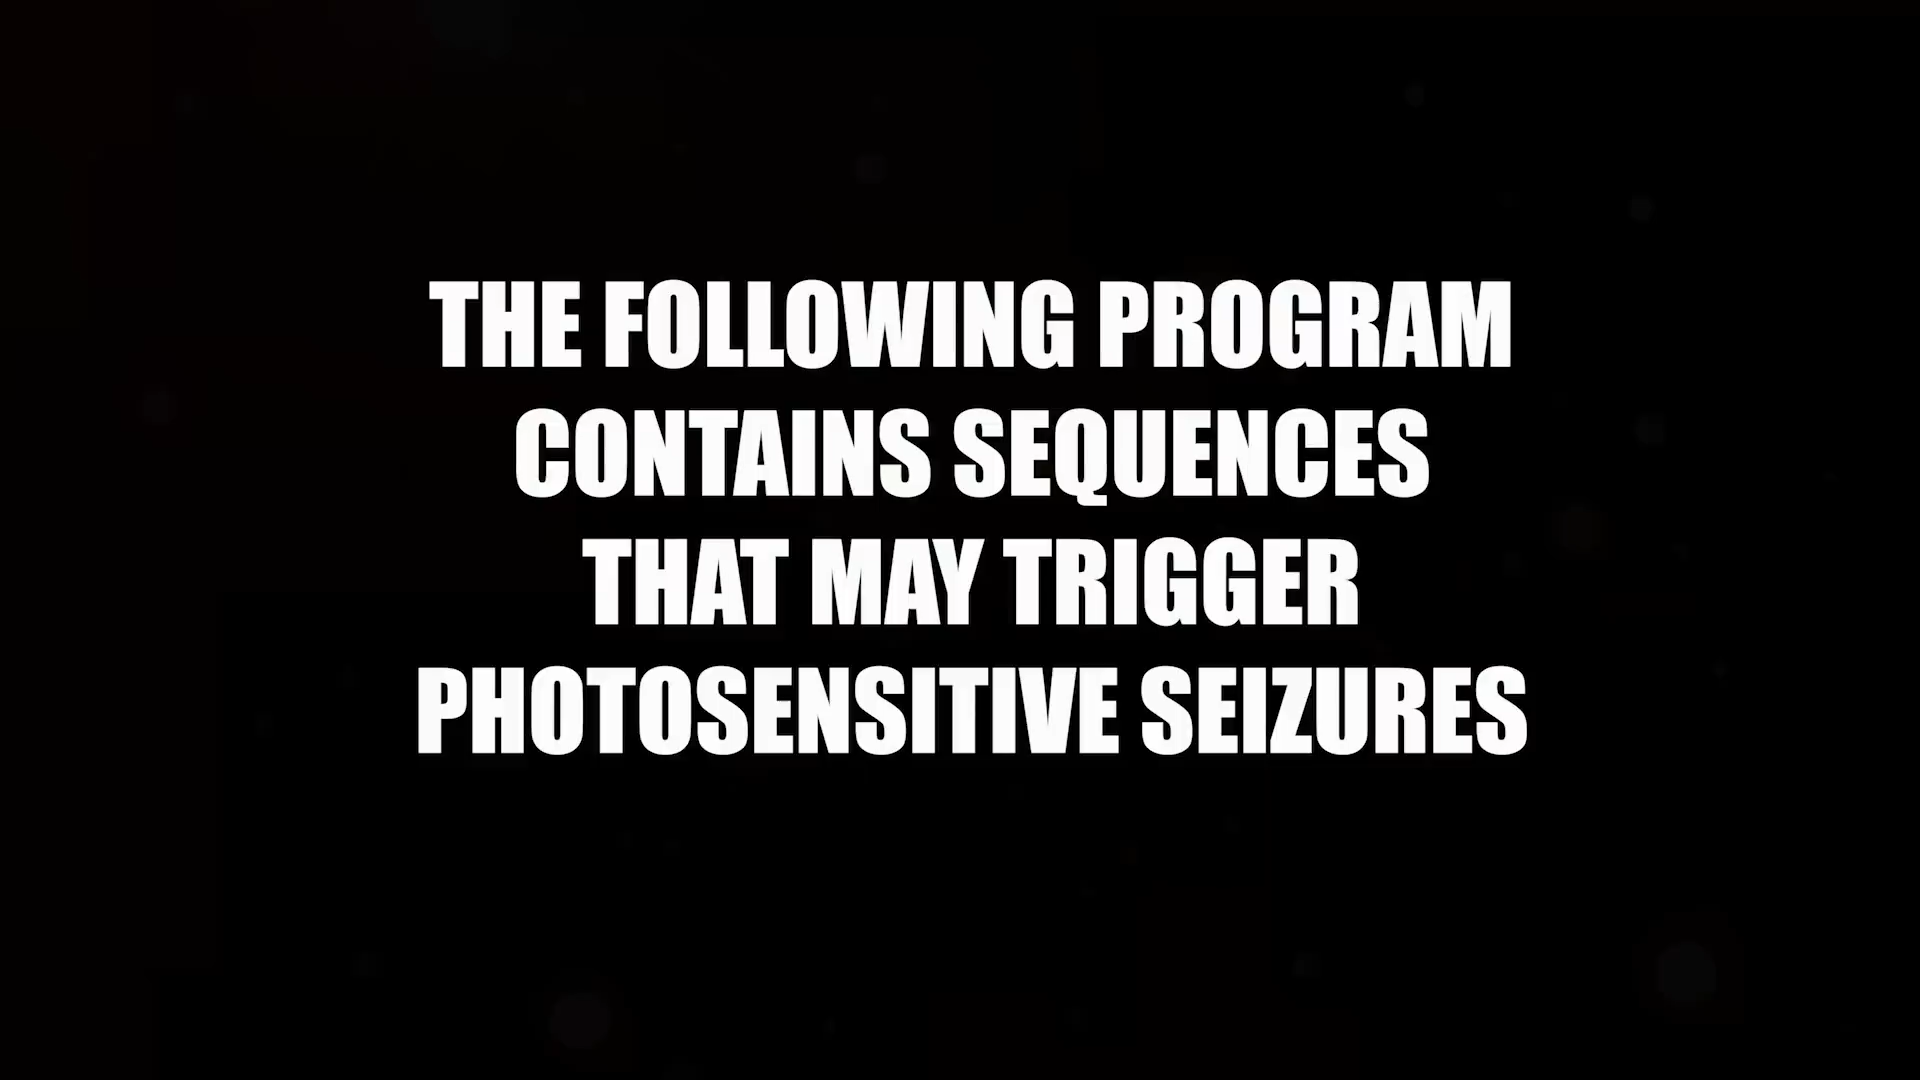 THE FOLLOWING PROGRAM
CONTAINS SEQUENCES
THAT MAY TRIGGER
PHOTOSENSITIVE SEIZURES